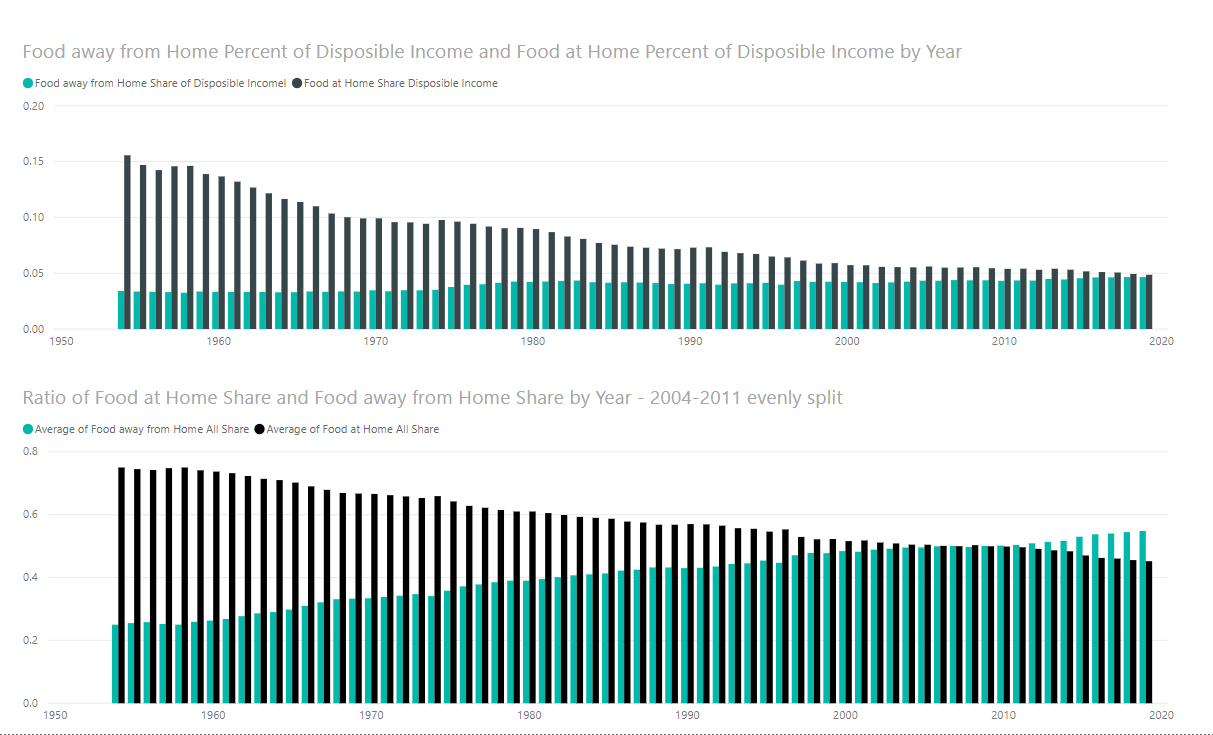 Food away from Home Percent of Disposible Income and Food at Home Percent of Disposible Income by Year
Food away from Home Share of Disposible Incomel Food at Home Share Disposible Income
0.20
0.15
0.10
0.05
0.00
1950 1960 1970 1980 1990 2000 2010 2020
Ratio of Food at Home Share and Food away from Home Share by Year - 2004-2011 evenly split
Average of Food away from Home All Share Average of Food at Home All Share
0.8
0.6
0.4
0.2
0.0
1950 1960 1970 1980 1990 2000 2010 2020